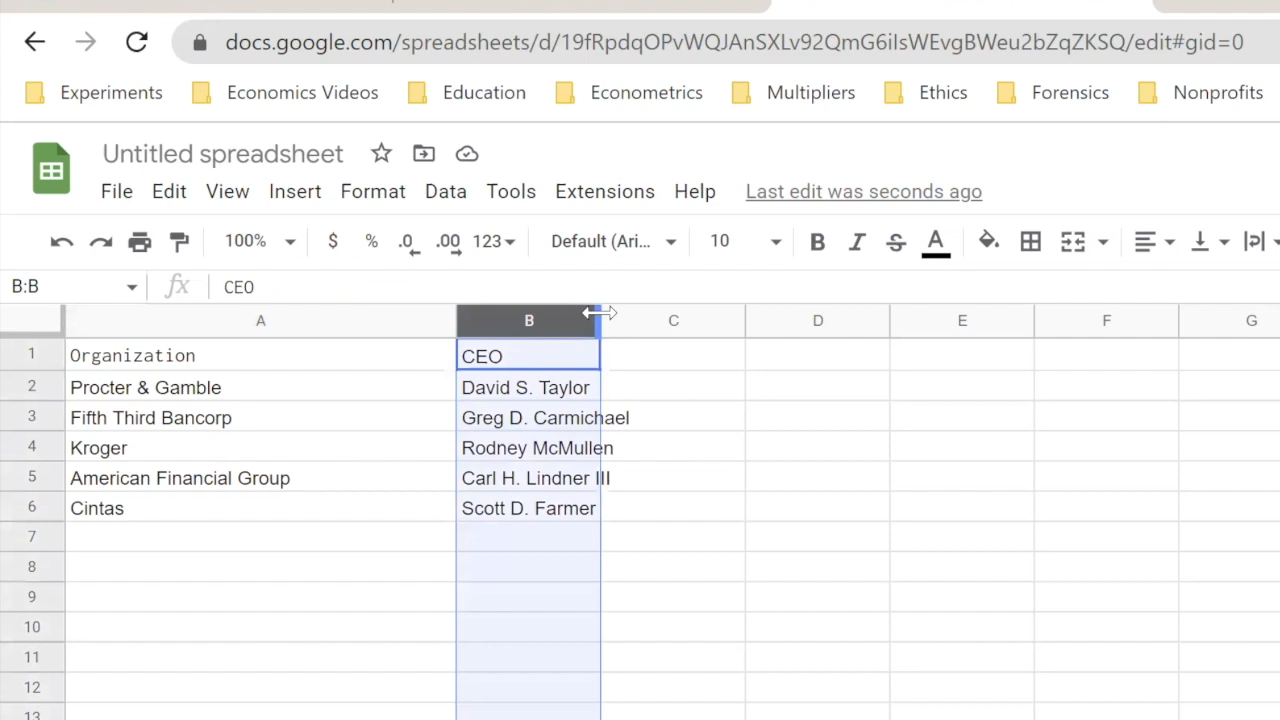 docs.google.com/spreadsheets/d/19fRpdqOPvWQJAnSXLv92QmG6iIsWEvgBWeu2bZqZKSQ/edit#gid=0
Experiments Economics Videos Education Econometrics Multipliers Ethics Forensics Nonprofits
Untitled spreadsheet
File Edit View Insert Format Data Tools Extensions Help Last edit was seconds ago
100% $ % .0 .00 123 Default (Ari... 10 B I S A
B:B fx CEO
A B C D E F G
1 Organization CEO
2 Procter & Gamble David S. Taylor
3 Fifth Third Bancorp Greg D. Carmichael
4 Kroger Rodney McMullen
5 American Financial Group Carl H. Lindner III
6 Cintas Scott D. Farmer
7
8
9
10
11
12
13